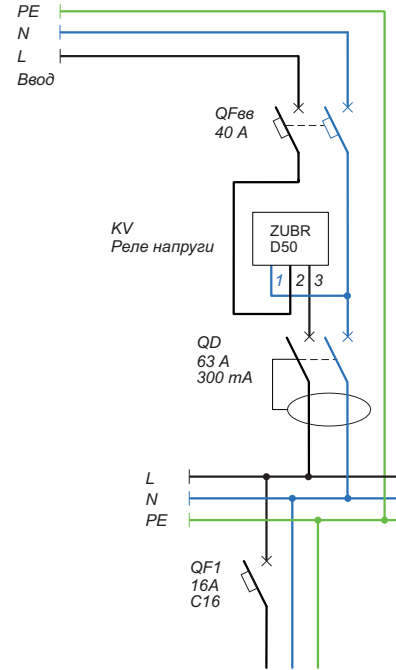 PE
N
L
Ввод
QFвв
40 А
KV
Реле напруги
ZUBR
D50
1 2 3
QD
63 А
300 mA
L
N
PE
QF1
16А
C16